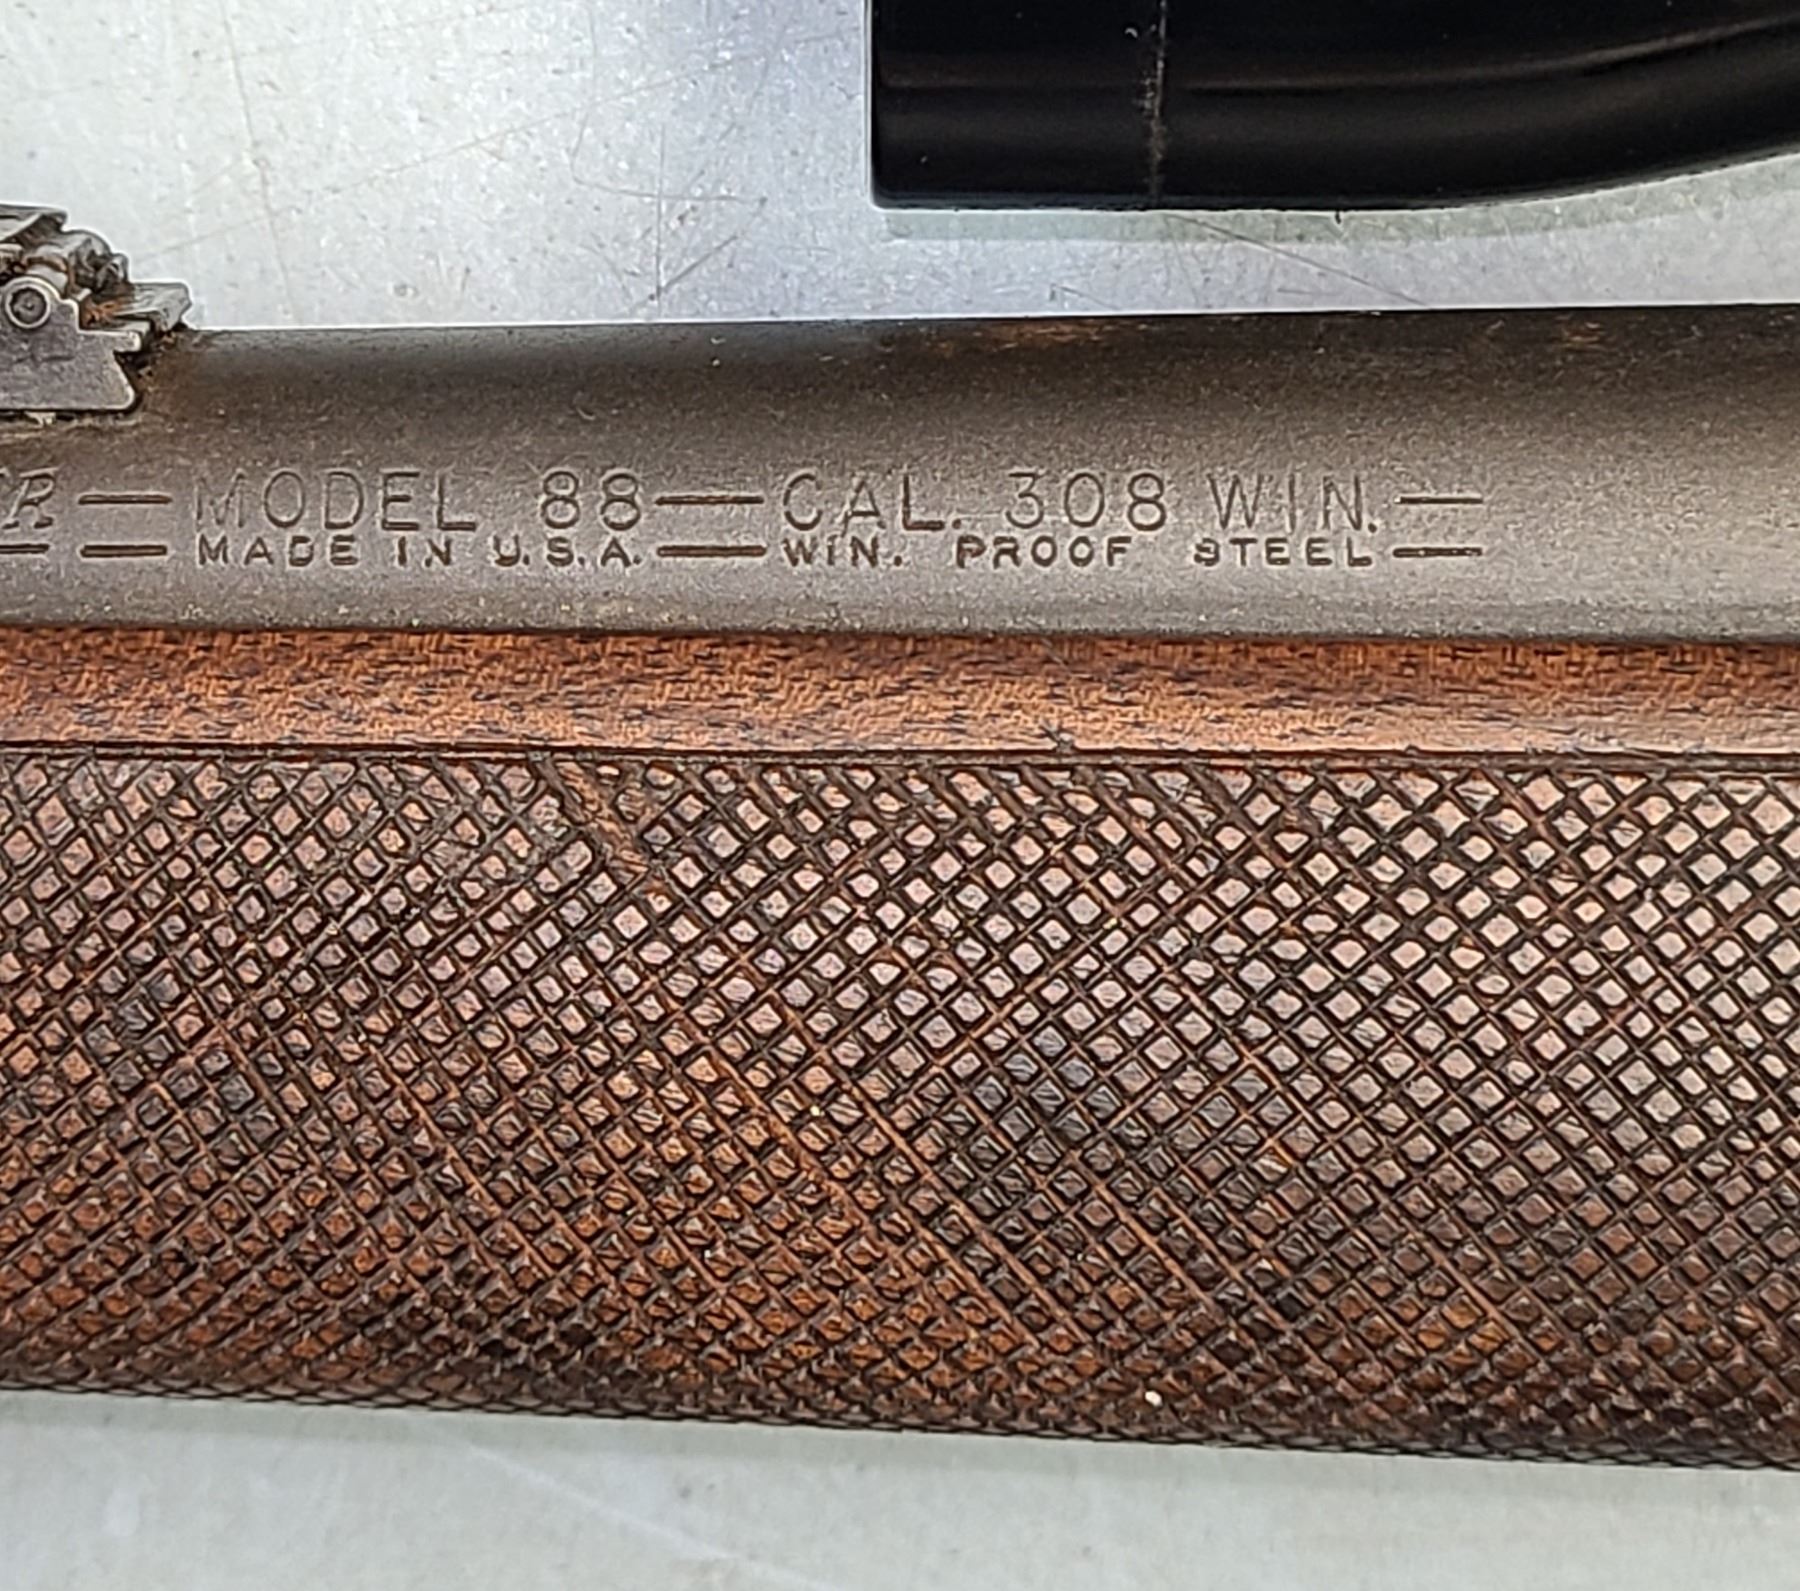 R — MODEL 88 — CAL. 308 WIN. —
— — MADE IN U.S.A. — WIN. PROOF STEEL —